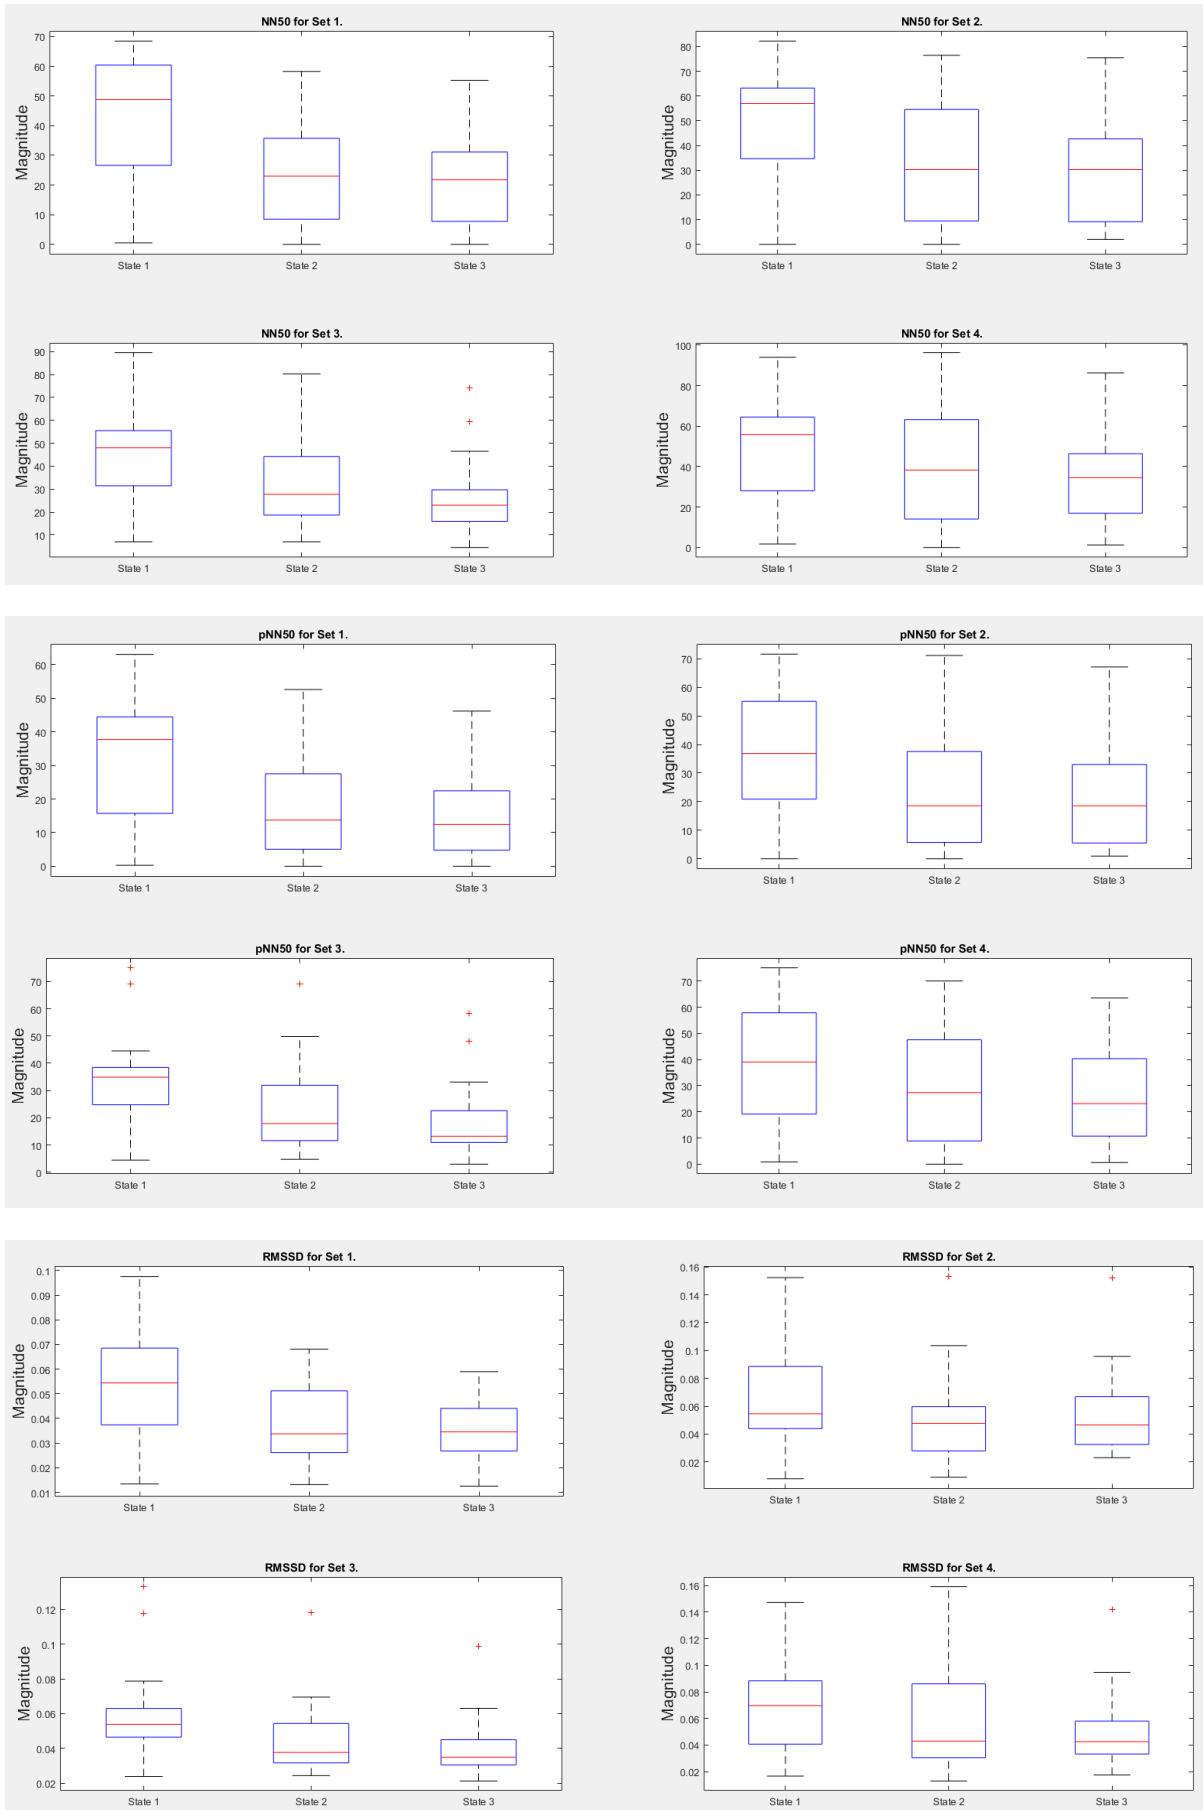 NN50 for Set 1.
Magnitude
70
60
50
40
30
20
10
0
State 1 State 2 State 3
NN50 for Set 2.
Magnitude
80
70
60
50
40
30
20
10
0
State 1 State 2 State 3
NN50 for Set 3.
Magnitude
90
80
70
60
50
40
30
20
10
State 1 State 2 State 3
NN50 for Set 4.
Magnitude
100
80
60
40
20
0
State 1 State 2 State 3
pNN50 for Set 1.
Magnitude
60
50
40
30
20
10
0
State 1 State 2 State 3
pNN50 for Set 2.
Magnitude
70
60
50
40
30
20
10
0
State 1 State 2 State 3
pNN50 for Set 3.
Magnitude
70
60
50
40
30
20
10
0
State 1 State 2 State 3
pNN50 for Set 4.
Magnitude
70
60
50
40
30
20
10
0
State 1 State 2 State 3
RMSSD for Set 1.
Magnitude
0.1
0.09
0.08
0.07
0.06
0.05
0.04
0.03
0.02
0.01
State 1 State 2 State 3
RMSSD for Set 2.
Magnitude
0.16
0.14
0.12
0.1
0.08
0.06
0.04
0.02
State 1 State 2 State 3
RMSSD for Set 3.
Magnitude
0.12
0.1
0.08
0.06
0.04
0.02
State 1 State 2 State 3
RMSSD for Set 4.
Magnitude
0.16
0.14
0.12
0.1
0.08
0.06
0.04
0.02
State 1 State 2 State 3